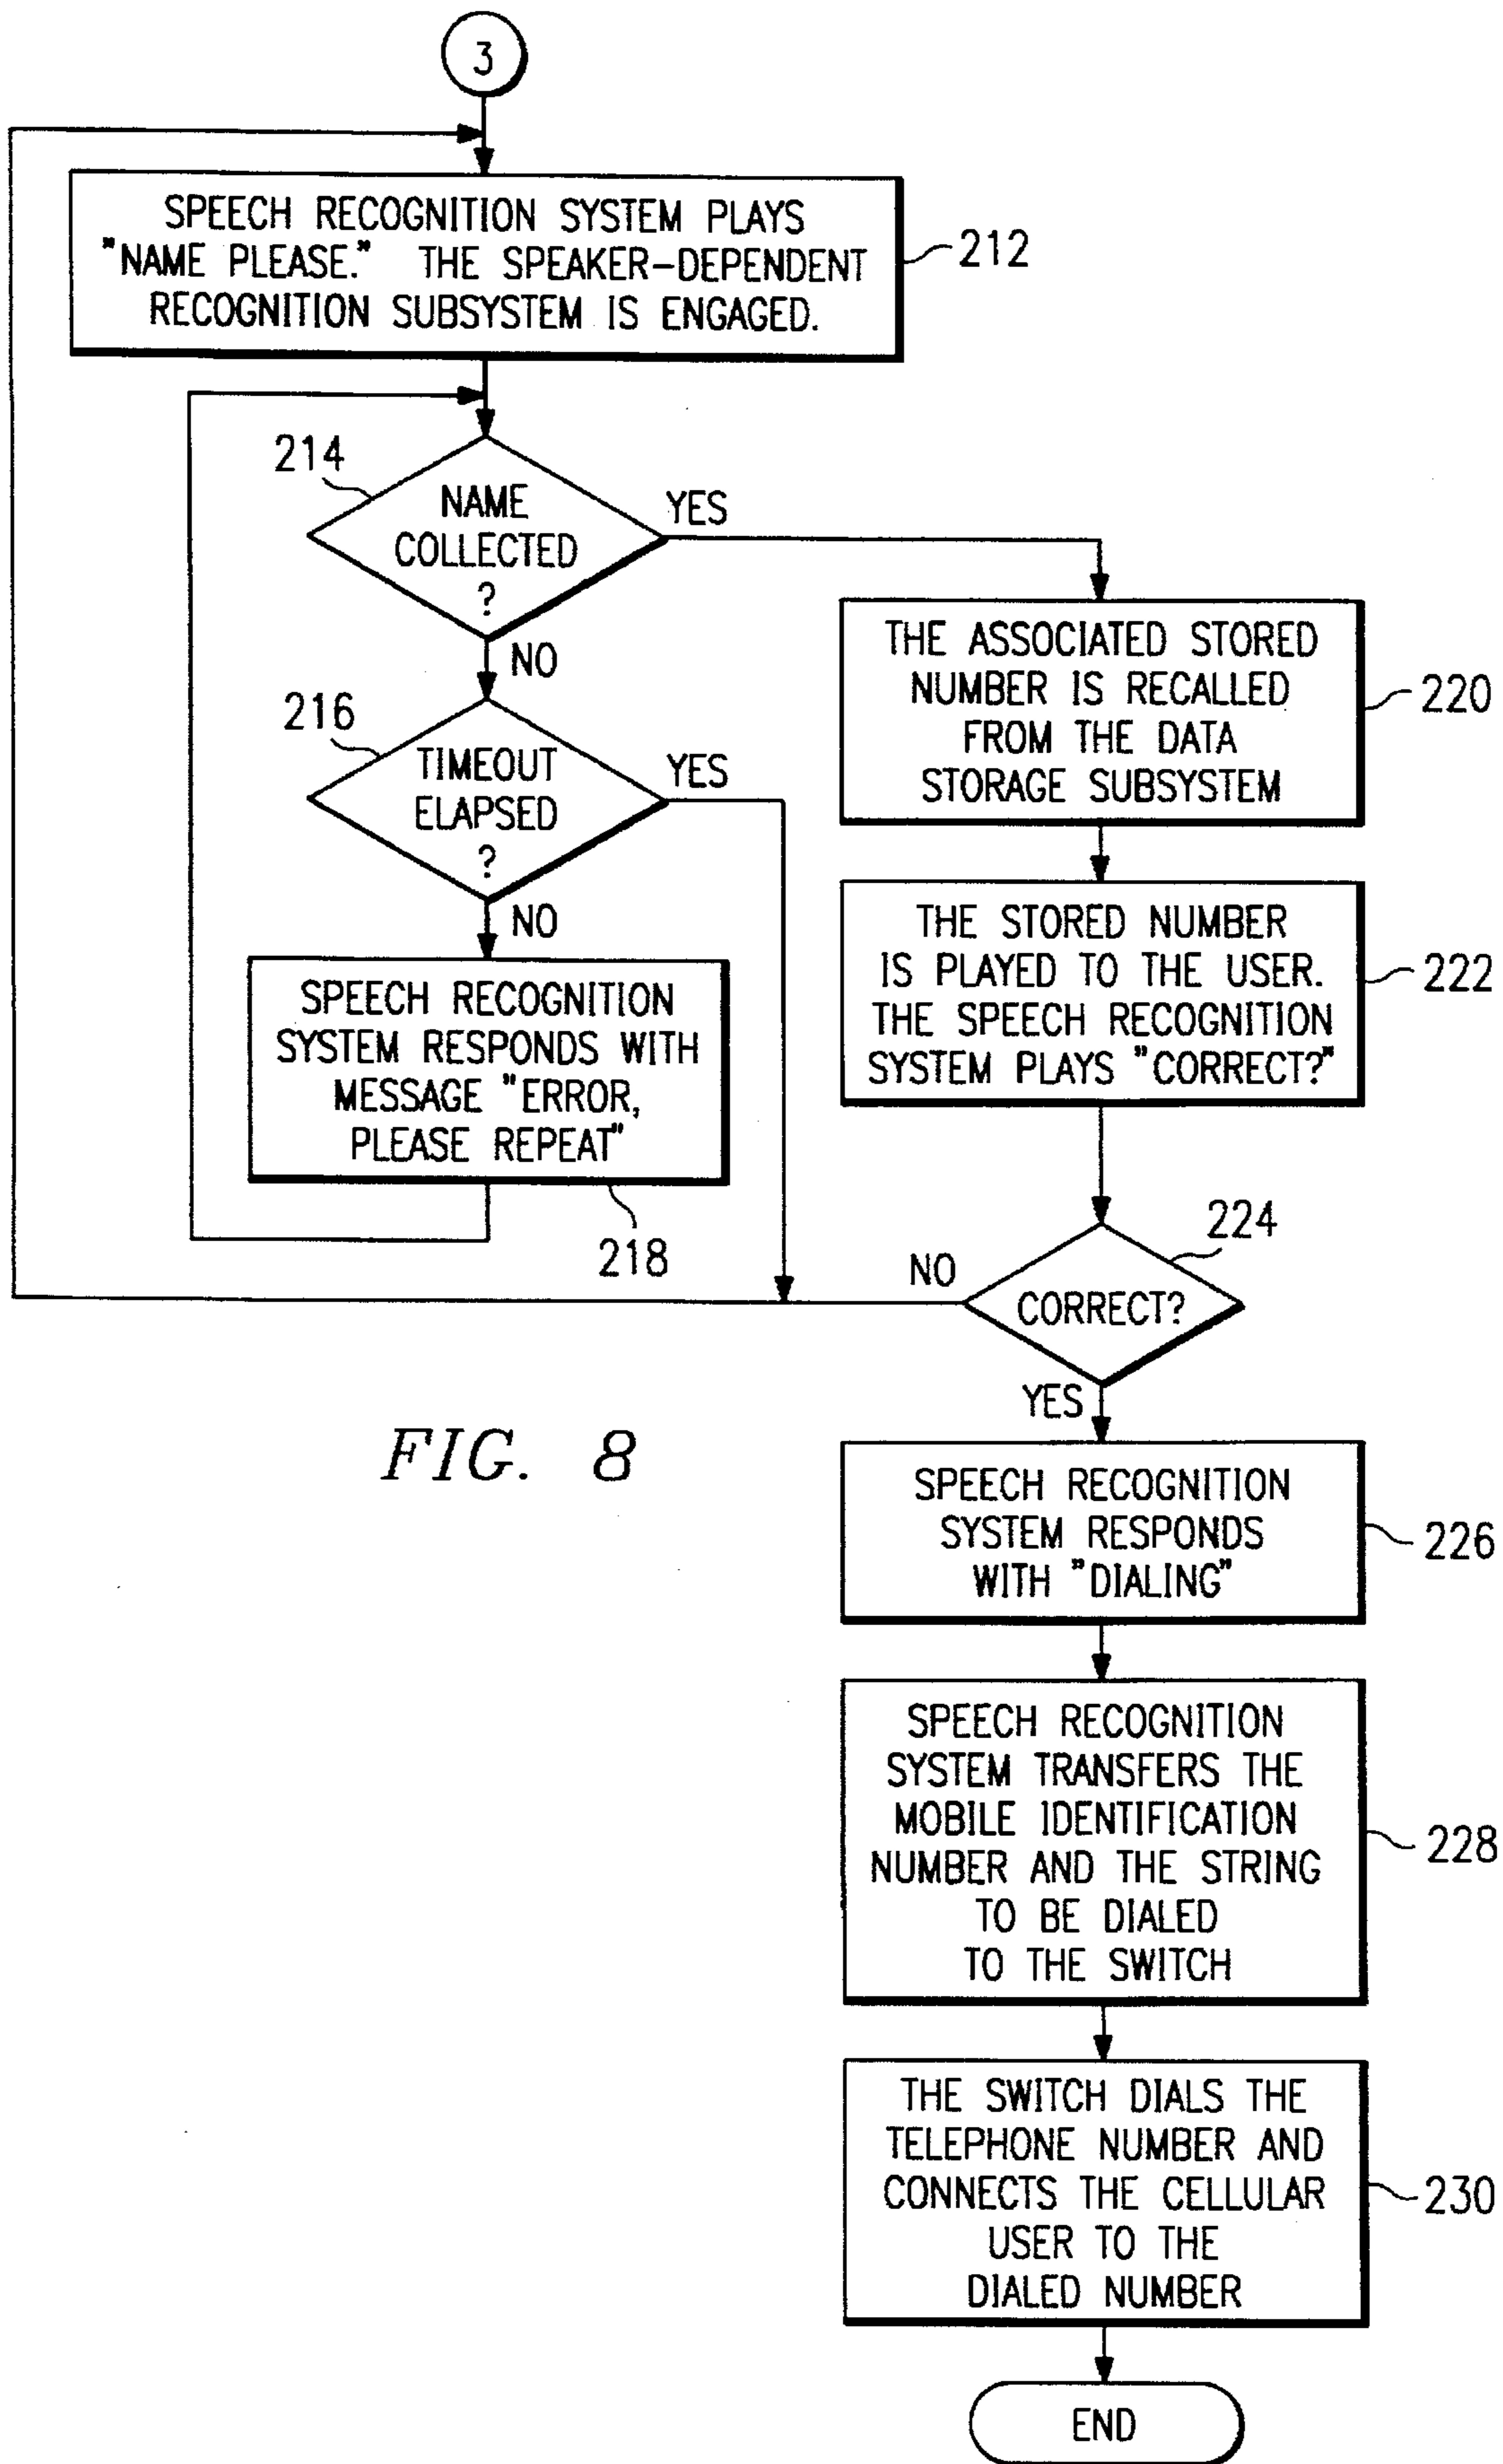 3
SPEECH RECOGNITION SYSTEM PLAYS
"NAME PLEASE." THE SPEAKER-DEPENDENT
RECOGNITION SUBSYSTEM IS ENGAGED.
212
214
NAME
COLLECTED
?
YES
NO
216
TIMEOUT
ELAPSED
?
YES
NO
SPEECH RECOGNITION
SYSTEM RESPONDS WITH
MESSAGE "ERROR,
PLEASE REPEAT"
218
THE ASSOCIATED STORED
NUMBER IS RECALLED
FROM THE DATA
STORAGE SUBSYSTEM
220
THE STORED NUMBER
IS PLAYED TO THE USER.
THE SPEECH RECOGNITION
SYSTEM PLAYS "CORRECT?"
222
224
NO
CORRECT?
YES
FIG. 8
SPEECH RECOGNITION
SYSTEM RESPONDS
WITH "DIALING"
226
SPEECH RECOGNITION
SYSTEM TRANSFERS THE
MOBILE IDENTIFICATION
NUMBER AND THE STRING
TO BE DIALED
TO THE SWITCH
228
THE SWITCH DIALS THE
TELEPHONE NUMBER AND
CONNECTS THE CELLULAR
USER TO THE
DIALED NUMBER
230
END